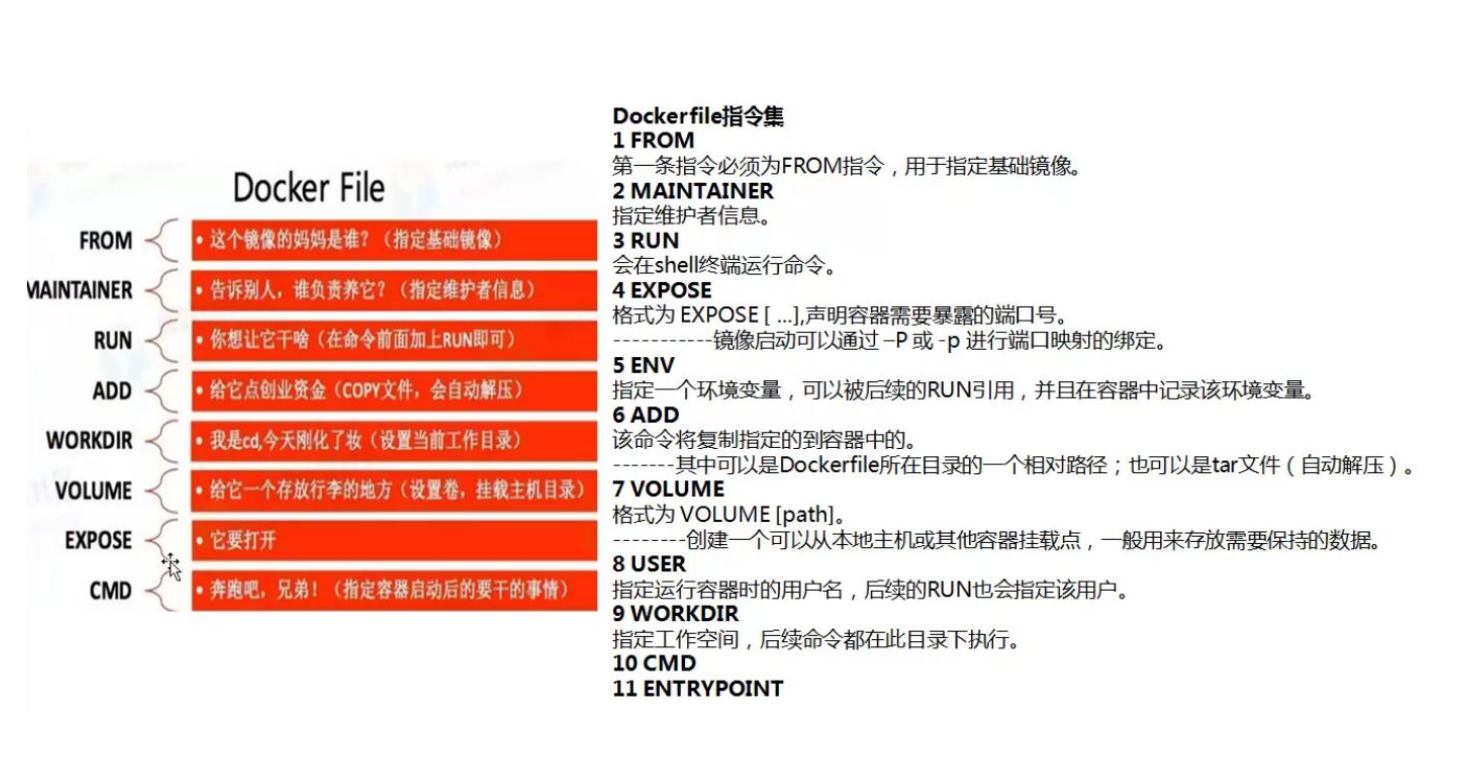 Docker File
FROM
• 这个镜像的妈妈是谁？（指定基础镜像）
MAINTAINER
• 告诉别人，谁负责养它？（指定维护者信息）
RUN
• 你想让它干啥（在命令前面加上RUN即可）
ADD
• 给它点创业资金（COPY文件，会自动解压）
WORKDIR
• 我是cd,今天刚化了妆（设置当前工作目录）
VOLUME
• 给它一个存放行李的地方（设置卷，挂载主机目录）
EXPOSE
• 它要打开
CMD
• 奔跑吧，兄弟！（指定容器启动后的要干的事情）
Dockerfile指令集
1 FROM
第一条指令必须为FROM指令，用于指定基础镜像。
2 MAINTAINER
指定维护者信息。
3 RUN
会在shell终端运行命令。
4 EXPOSE
格式为 EXPOSE [ ...],声明容器需要暴露的端口号。
-----------镜像启动可以通过 –P 或 -p 进行端口映射的绑定。
5 ENV
指定一个环境变量，可以被后续的RUN引用，并且在容器中记录该环境变量。
6 ADD
该命令将复制指定的到容器中的。
-------其中可以是Dockerfile所在目录的一个相对路径；也可以是tar文件（自动解压）。
7 VOLUME
格式为 VOLUME [path]。
--------创建一个可以从本地主机或其他容器挂载点，一般用来存放需要保持的数据。
8 USER
指定运行容器时的用户名，后续的RUN也会指定该用户。
9 WORKDIR
指定工作空间，后续命令都在此目录下执行。
10 CMD
11 ENTRYPOINT